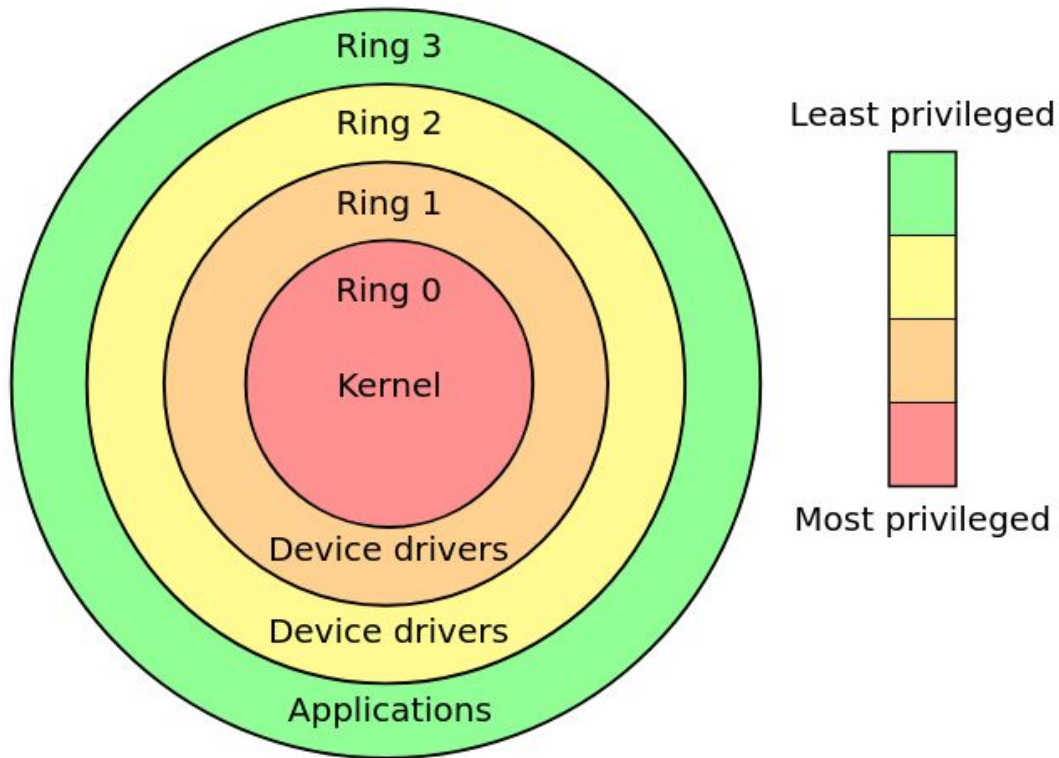 Ring 3
Ring 2
Ring 1
Ring 0
Kernel
Device drivers
Device drivers
Applications
Least privileged
Most privileged